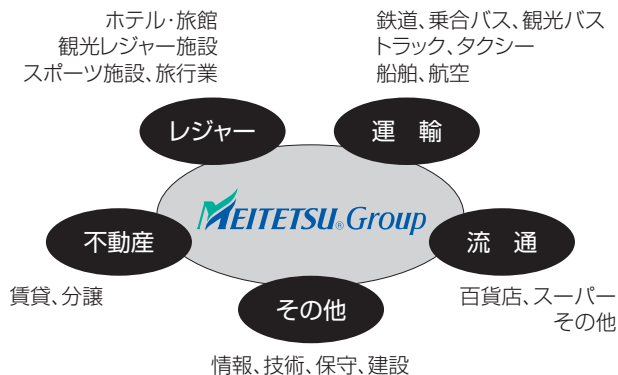 ホテル・旅館
観光レジャー施設
スポーツ施設、旅行業
鉄道、乗合バス、観光バス
トラック、タクシー
船舶、航空
レジャー
運　輸
MEITETSU® Group
不動産
流　通
賃貸、分譲
その他
百貨店、スーパー
その他
情報、技術、保守、建設